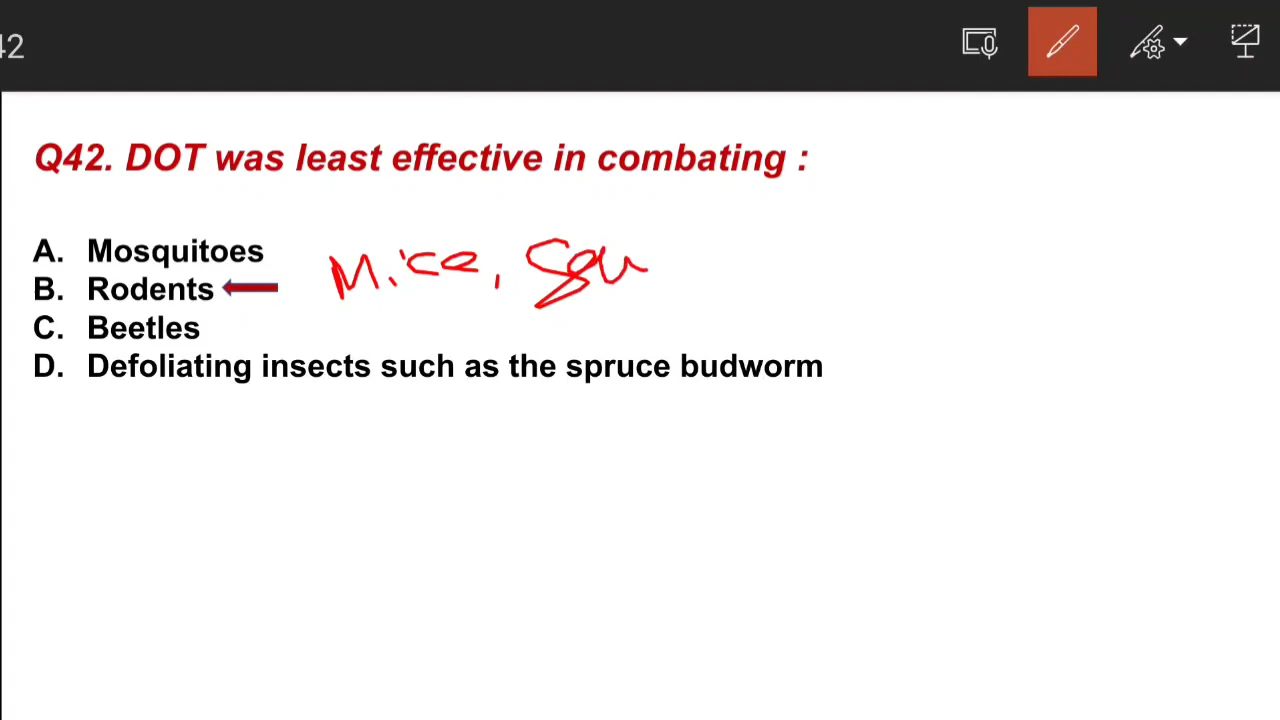 42
Q42. DOT was least effective in combating :
A. Mosquitoes
B. Rodents
Mice, Squ
C. Beetles
D. Defoliating insects such as the spruce budworm